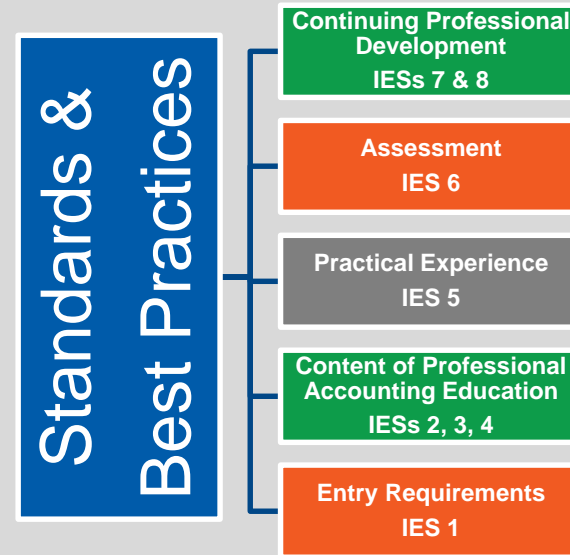 Standards &
Best Practices
Continuing Professional
Development
IESs 7 & 8
Assessment
IES 6
Practical Experience
IES 5
Content of Professional
Accounting Education
IESs 2, 3, 4
Entry Requirements
IES 1